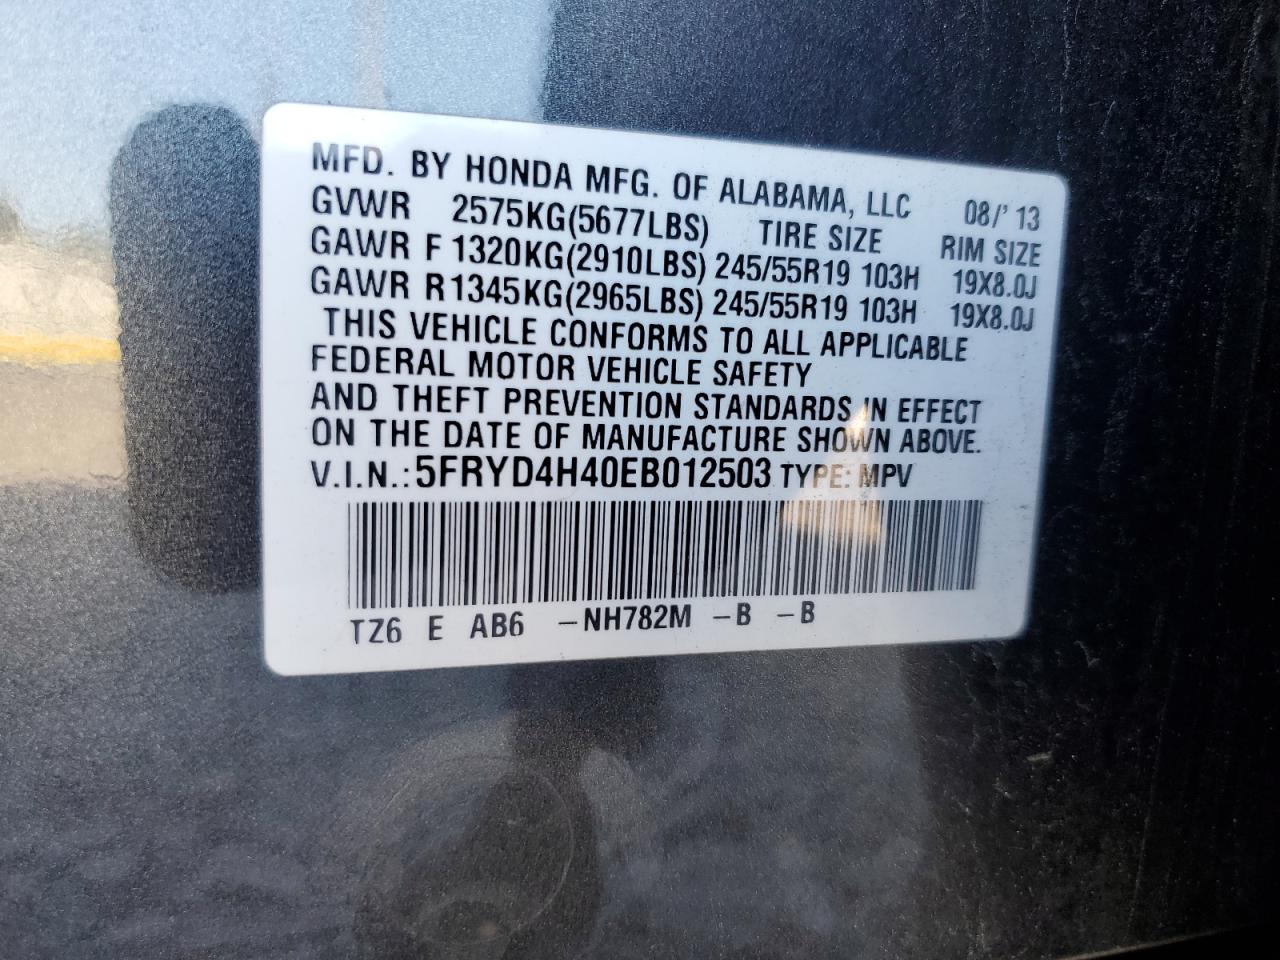 MFD. BY HONDA MFG. OF ALABAMA, LLC 08/'13
GVWR 2575KG(5677LBS) TIRE SIZE RIM SIZE
GAWR F 1320KG(2910LBS) 245/55R19 103H 19X8.0J
GAWR R 1345KG(2965LBS) 245/55R19 103H 19X8.0J
THIS VEHICLE CONFORMS TO ALL APPLICABLE
FEDERAL MOTOR VEHICLE SAFETY
AND THEFT PREVENTION STANDARDS IN EFFECT
ON THE DATE OF MANUFACTURE SHOWN ABOVE.
V.I.N.: 5FRYD4H40EB012503 TYPE: MPV
TZ6 E AB6 -NH782M -B -B